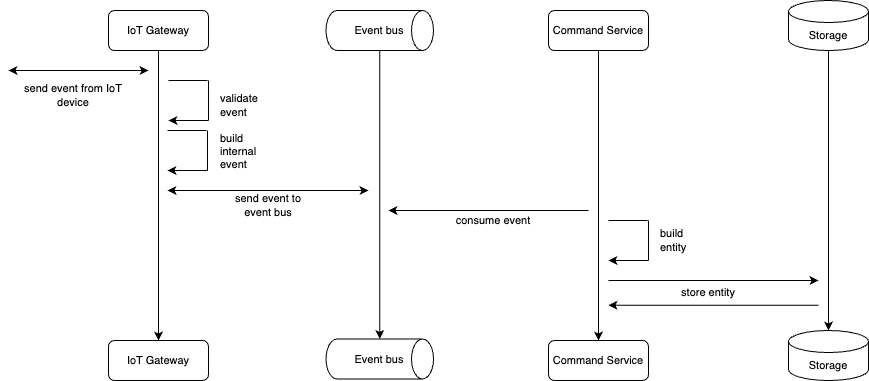 IoT Gateway
Event bus
Command Service
Storage
send event from IoT
device
validate
event
build
internal
event
send event to
event bus
consume event
build
entity
store entity
IoT Gateway
Event bus
Command Service
Storage